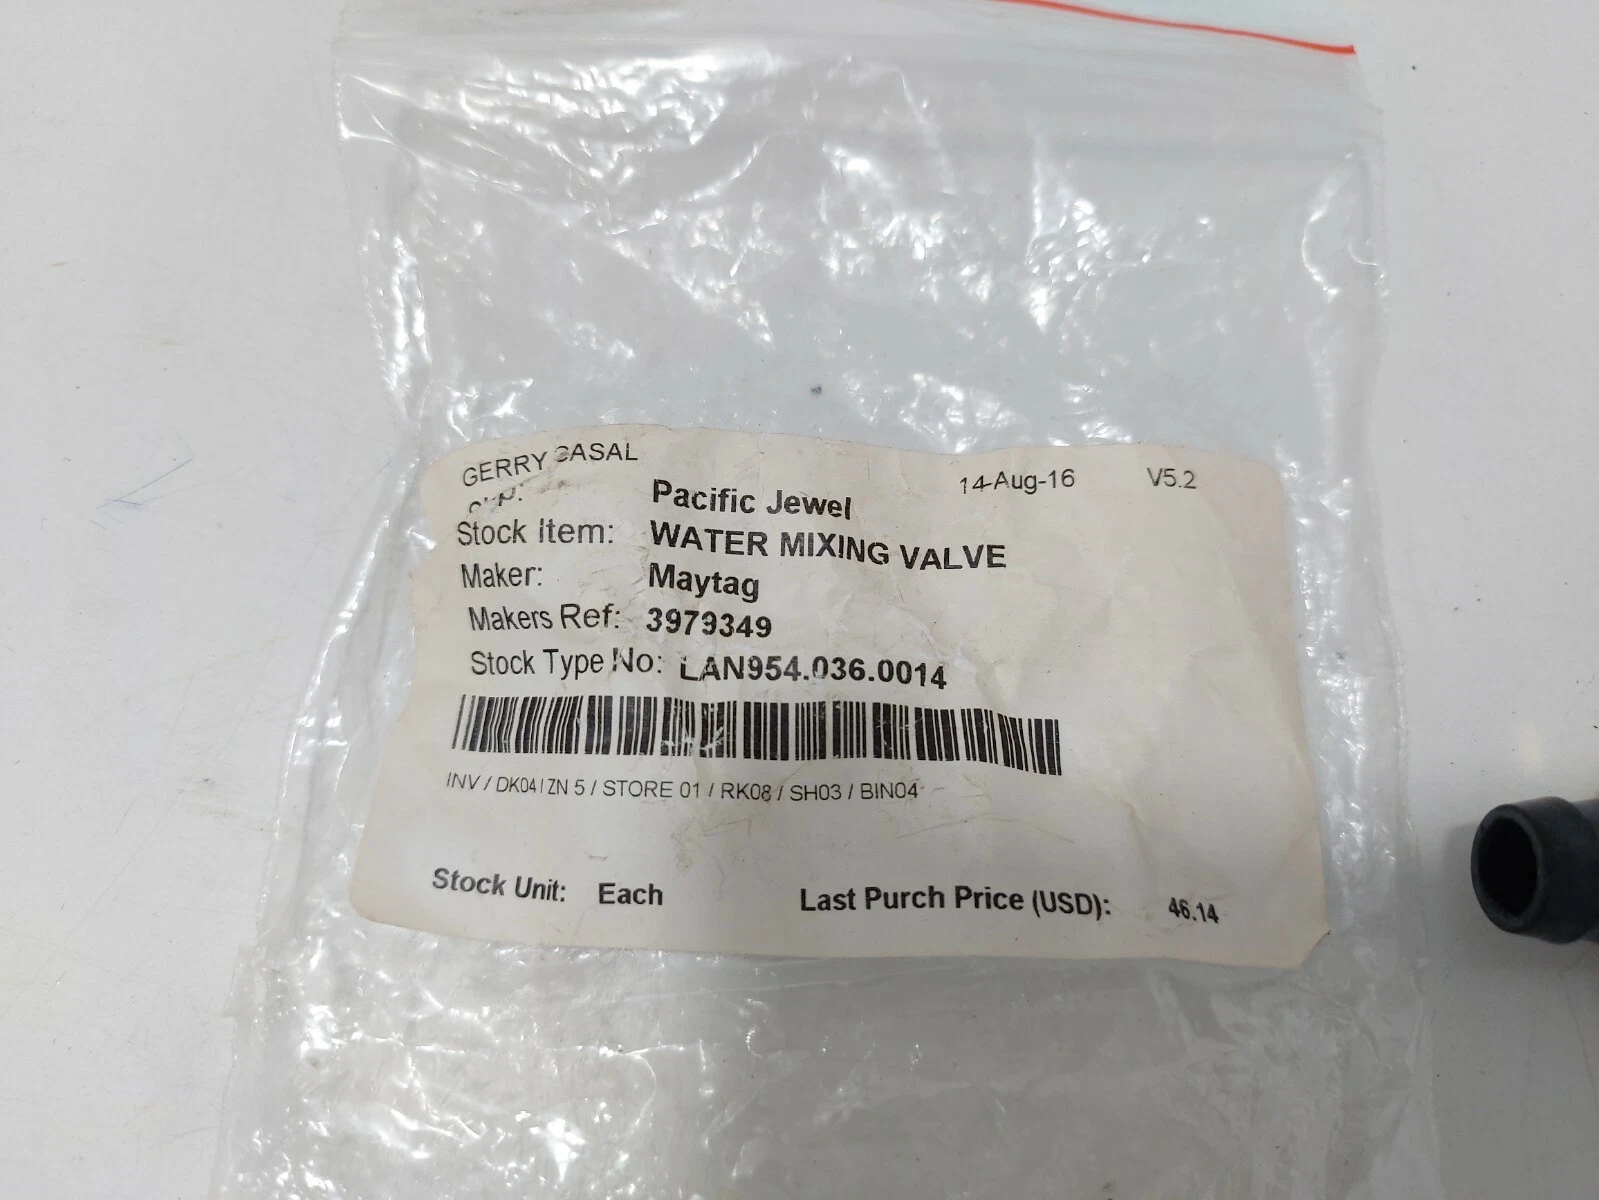 GERRY CASAL 14-Aug-16 V5.2
Pacific Jewel
Stock Item: WATER MIXING VALVE
Maker: Maytag
Makers Ref: 3979349
Stock Type No: LAN954.036.0014
INV / DK04 / ZN 5 / STORE 01 / RK08 / SH03 / BIN04
Stock Unit: Each Last Purch Price (USD): 46.14